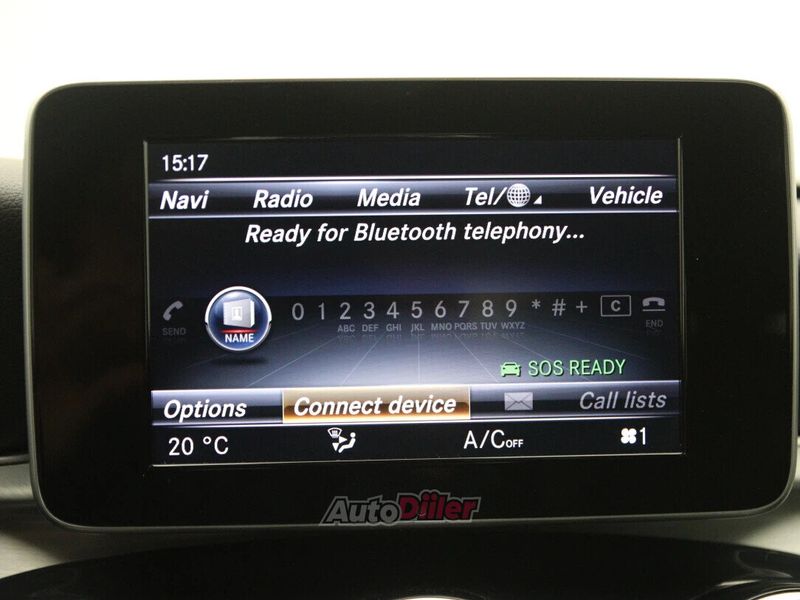 15:17
Navi Radio Media Tel/ Vehicle
Ready for Bluetooth telephony...
0 1 2 3 4 5 6 7 8 9 * # + C
ABC DEF GHI JKL MNO PQRS TUV WXYZ
SEND NAME END
SOS READY
Options Connect device Call lists
20 °C A/C OFF 1
AutoDiiler